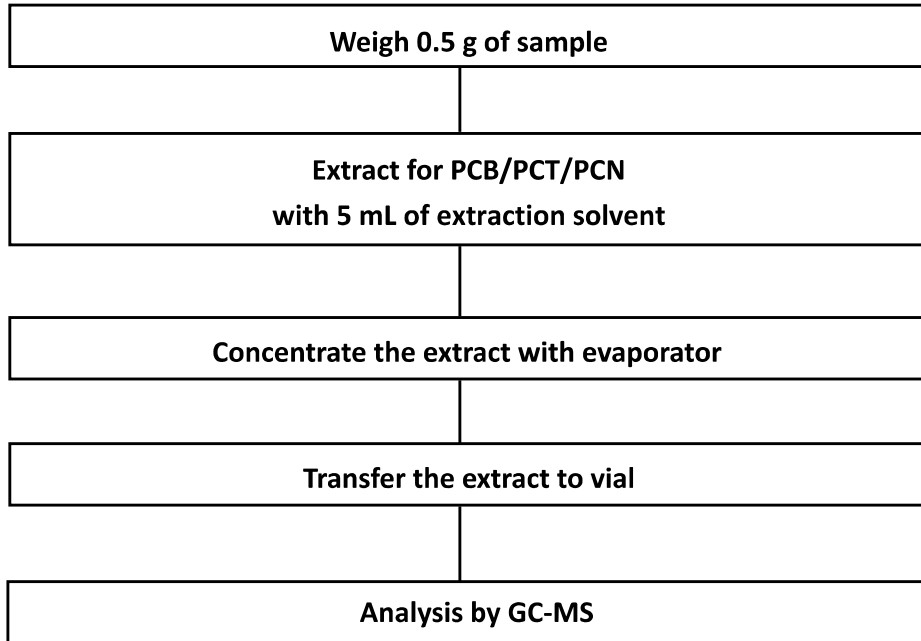 Weigh 0.5 g of sample
Extract for PCB/PCT/PCN
with 5 mL of extraction solvent
Concentrate the extract with evaporator
Transfer the extract to vial
Analysis by GC-MS